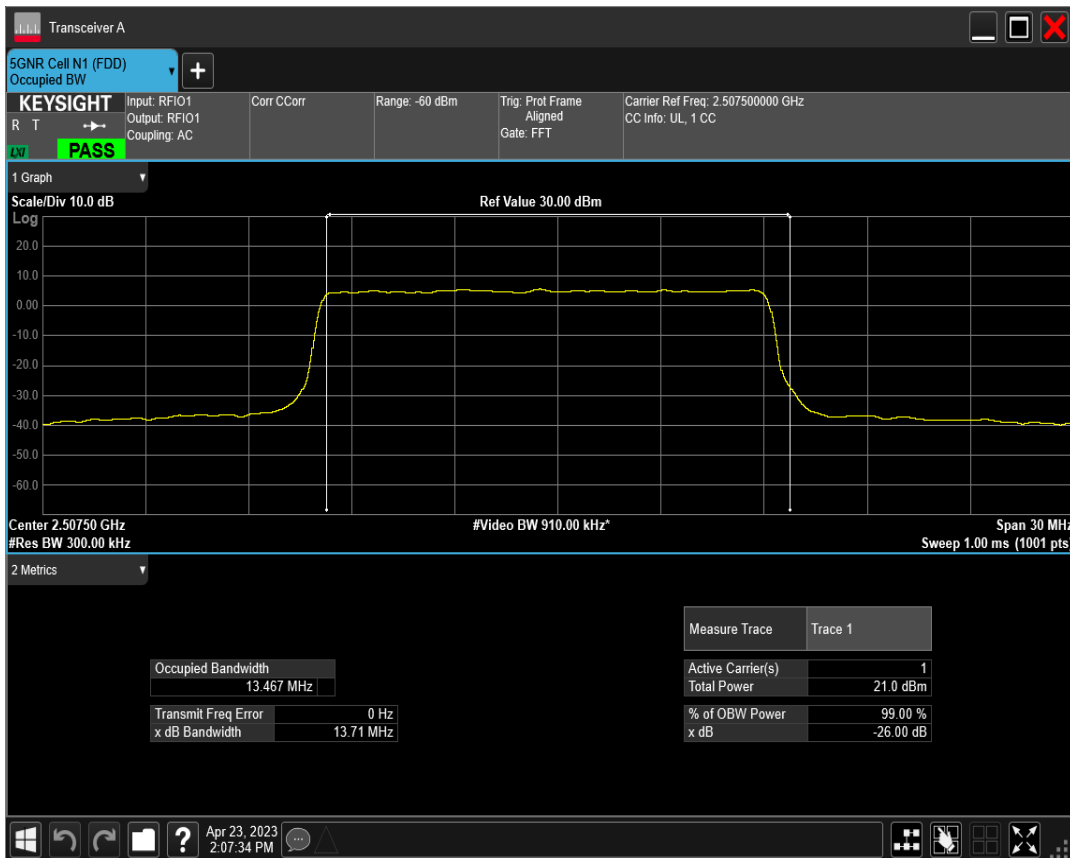 Transceiver A
5GNR Cell N1 (FDD)
Occupied BW
+
KEYSIGHT
R T
LXI
PASS
Input: RFIO1
Output: RFIO1
Coupling: AC
Corr CCorr
Range: -60 dBm
Trig: Prot Frame
Aligned
Gate: FFT
Carrier Ref Freq: 2.507500000 GHz
CC Info: UL, 1 CC
1 Graph
Scale/Div 10.0 dB
Ref Value 30.00 dBm
Log
20.0
10.0
0.00
-10.0
-20.0
-30.0
-40.0
-50.0
-60.0
Center 2.50750 GHz
#Video BW 910.00 kHz*
Span 30 MHz
#Res BW 300.00 kHz
Sweep 1.00 ms (1001 pts)
2 Metrics
Measure Trace Trace 1
Occupied Bandwidth
13.467 MHz
Active Carrier(s) 1
Total Power 21.0 dBm
Transmit Freq Error 0 Hz
x dB Bandwidth 13.71 MHz
% of OBW Power 99.00 %
x dB -26.00 dB
?
Apr 23, 2023
2:07:34 PM